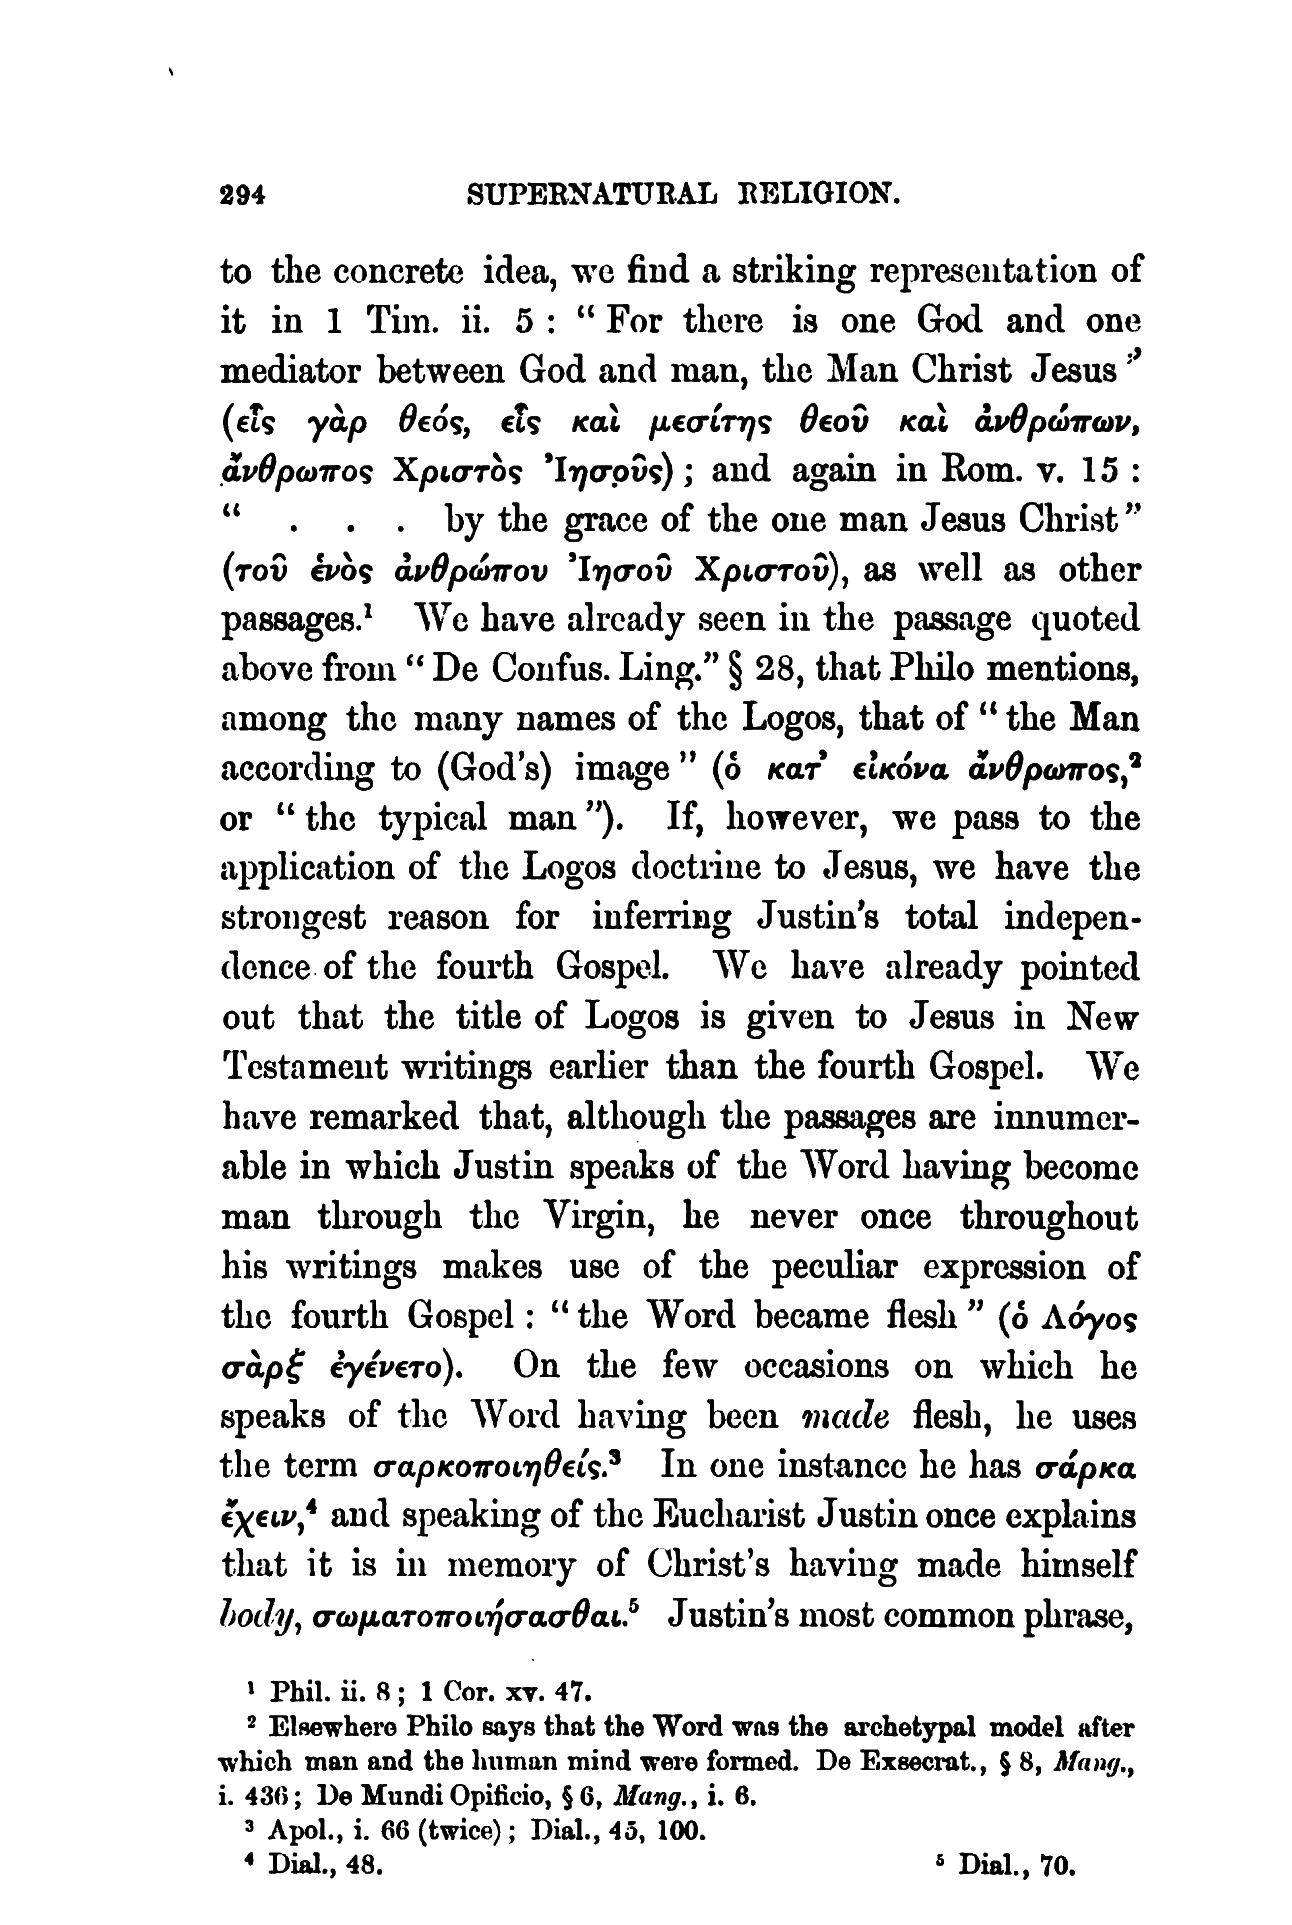 294 SUPERNATURAL RELIGION.
to the concrete idea, we find a striking representation of
it in 1 Tim. ii. 5 : “ For there is one God and one
mediator between God and man, the Man Christ Jesus ”
(εἷς γὰρ θεός, εἷς καὶ μεσίτης θεοῦ καὶ ἀνθρώπων,
ἄνθρωπος Χριστὸς Ἰησοῦς) ; and again in Rom. v. 15 :
“ . . . by the grace of the one man Jesus Christ”
(τοῦ ἑνὸς ἀνθρώπου Ἰησοῦ Χριστοῦ), as well as other
passages.¹ We have already seen in the passage quoted
above from “ De Confus. Ling.” § 28, that Philo mentions,
among the many names of the Logos, that of “ the Man
according to (God's) image ” (ὁ κατ’ εἰκόνα ἄνθρωπος,²
or “ the typical man ”). If, however, we pass to the
application of the Logos doctrine to Jesus, we have the
strongest reason for inferring Justin's total indepen-
dence of the fourth Gospel. We have already pointed
out that the title of Logos is given to Jesus in New
Testament writings earlier than the fourth Gospel. We
have remarked that, although the passages are innumer-
able in which Justin speaks of the Word having become
man through the Virgin, he never once throughout
his writings makes use of the peculiar expression of
the fourth Gospel : “ the Word became flesh ” (ὁ Λόγος
σὰρξ ἐγένετο). On the few occasions on which he
speaks of the Word having been made flesh, he uses
the term σαρκοποιηθείς.³ In one instance he has σάρκα
ἔχειν,⁴ and speaking of the Eucharist Justin once explains
that it is in memory of Christ's having made himself
body, σωματοποιήσασθαι.⁵ Justin's most common phrase,
¹ Phil. ii. 8 ; 1 Cor. xv. 47.
² Elsewhere Philo says that the Word was the archetypal model after
which man and the human mind were formed. De Exsecrat., § 8, Mang.,
i. 436 ; De Mundi Opificio, § 6, Mang., i. 6.
³ Apol., i. 66 (twice) ; Dial., 45, 100.
⁴ Dial., 48. ⁵ Dial., 70.